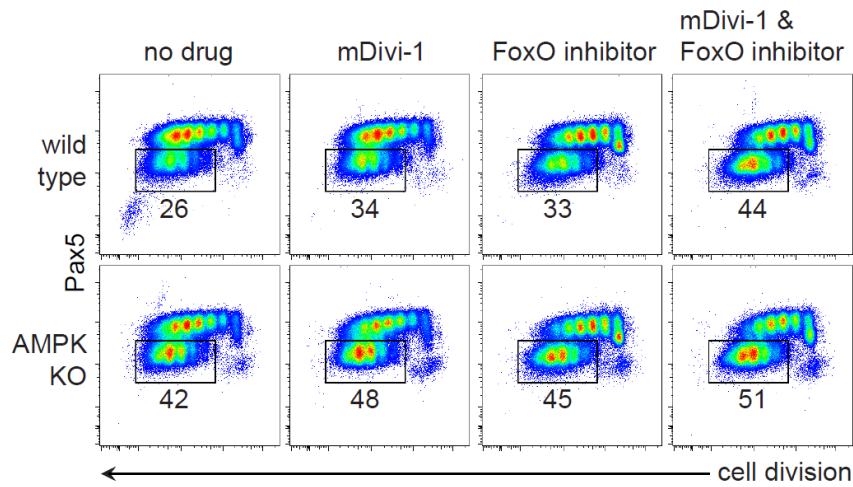 no drug
mDivi-1
FoxO inhibitor
mDivi-1 &
FoxO inhibitor
wild
type
26
34
33
44
Pax5
AMPK
KO
42
48
45
51
cell division